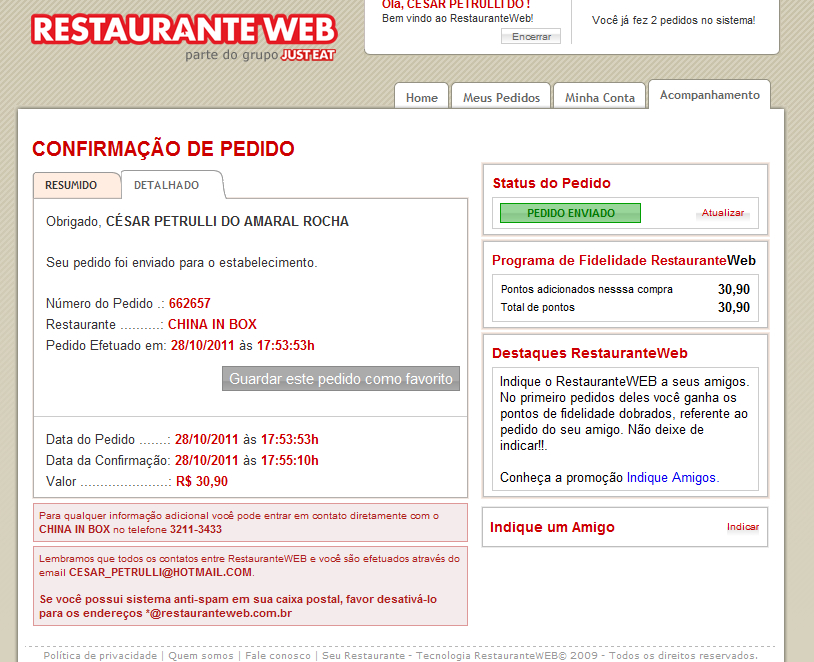 RESTAURANTE WEB
parte do grupo JUST EAT
Olá, CÉSAR PETRULLI DO !
Bem vindo ao RestauranteWeb!
Encerrar
Você já fez 2 pedidos no sistema!
Home
Meus Pedidos
Minha Conta
Acompanhamento
CONFIRMAÇÃO DE PEDIDO
RESUMIDO
DETALHADO
Obrigado, CÉSAR PETRULLI DO AMARAL ROCHA
Seu pedido foi enviado para o estabelecimento.
Número do Pedido .: 662657
Restaurante ..........: CHINA IN BOX
Pedido Efetuado em: 28/10/2011 às 17:53:53h
Guardar este pedido como favorito
Data do Pedido .......: 28/10/2011 às 17:53:53h
Data da Confirmação: 28/10/2011 às 17:55:10h
Valor ......................: R$ 30,90
Para qualquer informação adicional você pode entrar em contato diretamente com o
CHINA IN BOX no telefone 3211-3433
Lembramos que todos os contatos entre RestauranteWEB e você são efetuados através do
email CESAR_PETRULLI@HOTMAIL.COM.
Se você possui sistema anti-spam em sua caixa postal, favor desativá-lo
para os endereços *@restauranteweb.com.br
Status do Pedido
PEDIDO ENVIADO
Atualizar
Programa de Fidelidade RestauranteWeb
Pontos adicionados nesssa compra 30,90
Total de pontos 30,90
Destaques RestauranteWeb
Indique o RestauranteWEB a seus amigos.
No primeiro pedidos deles você ganha os
pontos de fidelidade dobrados, referente ao
pedido do seu amigo. Não deixe de
indicar!!.
Conheça a promoção Indique Amigos.
Indique um Amigo
Indicar
Política de privacidade | Quem somos | Fale conosco | Seu Restaurante - Tecnologia RestauranteWEB© 2009 - Todos os direitos reservados.